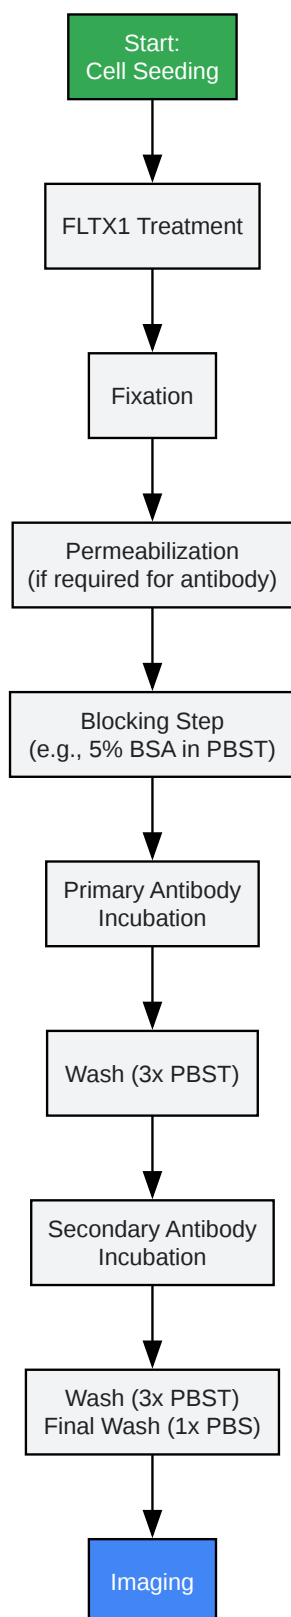 Start:
Cell Seeding
FLTX1 Treatment
Fixation
Permeabilization
(if required for antibody)
Blocking Step
(e.g., 5% BSA in PBST)
Primary Antibody
Incubation
Wash (3x PBST)
Secondary Antibody
Incubation
Wash (3x PBST)
Final Wash (1x PBS)
Imaging